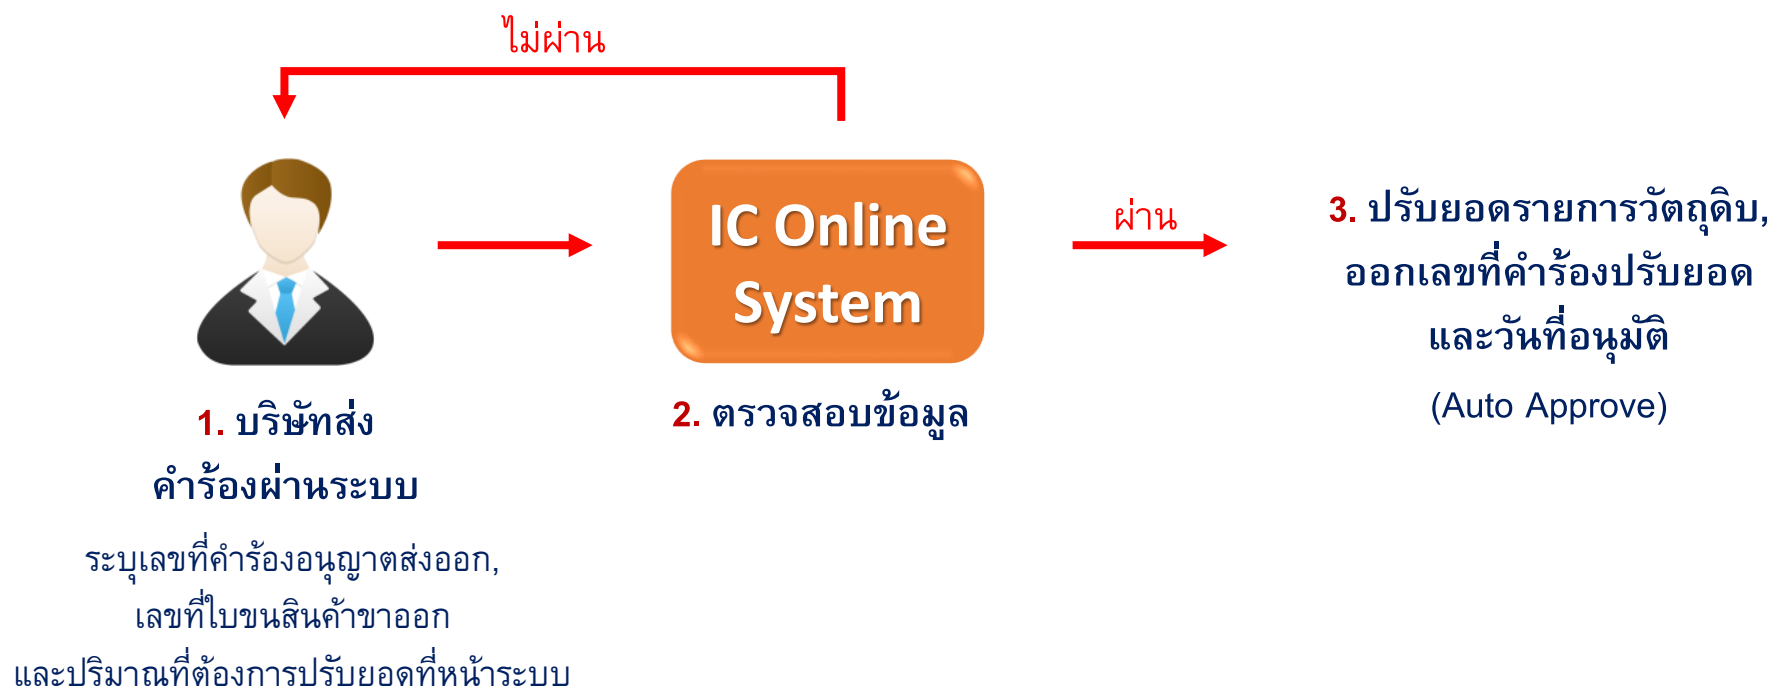 ไม่ผ่าน
IC Online
System
ผ่าน
1. บริษัทส่ง
คำร้องผ่านระบบ
ระบุเลขที่คำร้องอนุญาตส่งออก,
เลขที่ใบขนสินค้าขาออก
และปริมาณที่ต้องการปรับยอดที่หน้าระบบ
2. ตรวจสอบข้อมูล
3. ปรับยอดรายการวัตถุดิบ,
ออกเลขที่คำร้องปรับยอด
และวันที่อนุมัติ
(Auto Approve)